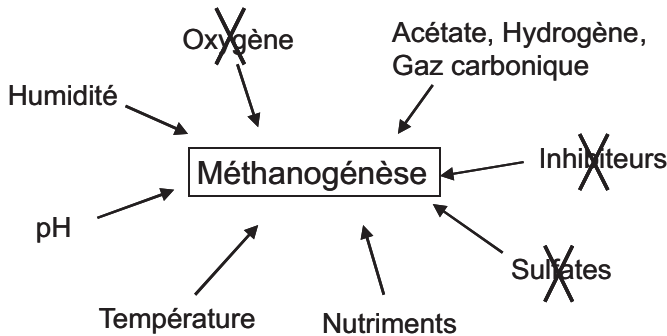 Oxygène
Acétate, Hydrogène,
Gaz carbonique
Humidité
Inhibiteurs
Méthanogénèse
pH
Sulfates
Température
Nutriments